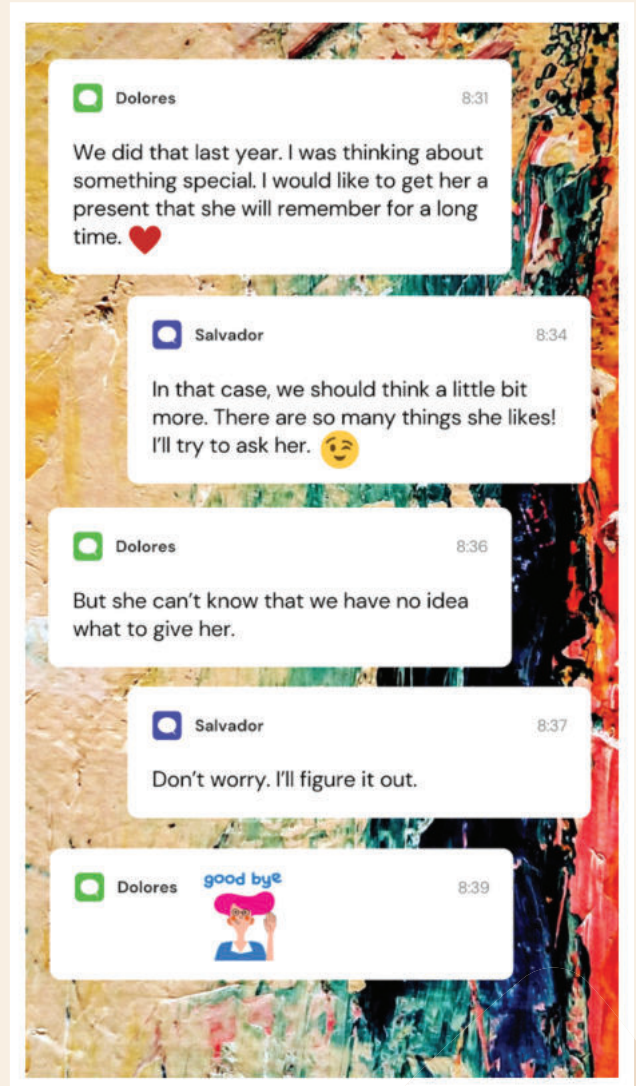 Dolores 8:31
We did that last year. I was thinking about
something special. I would like to get her a
present that she will remember for a long
time.
Salvador 8:34
In that case, we should think a little bit
more. There are so many things she likes!
I'll try to ask her.
Dolores 8:36
But she can't know that we have no idea
what to give her.
Salvador 8:37
Don't worry. I'll figure it out.
Dolores good bye 8:39